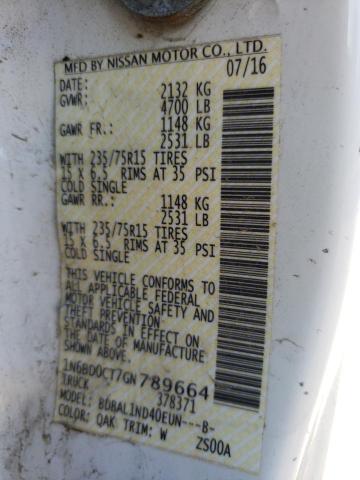 MFD BY NISSAN MOTOR CO., LTD.
DATE: 07/16
GVWR: 2132 KG
4700 LB
GAWR FR.: 1148 KG
2531 LB
WITH 235/75R15 TIRES
15 X 6.5 RIMS AT 35 PSI
COLD SINGLE
GAWR RR.: 1148 KG
2531 LB
WITH 235/75R15 TIRES
15 X 6.5 RIMS AT 35 PSI
COLD SINGLE
THIS VEHICLE CONFORMS TO
ALL APPLICABLE FEDERAL
MOTOR VEHICLE SAFETY AND
THEFT PREVENTION
STANDARDS IN EFFECT ON
THE DATE OF MFR. SHOWN
ABOVE.
1N6BD0CT7GN789664
TRUCK 378371
MODEL: BDBALIND40EUN---B-
COLOR: QAK TRIM: W ZS00A